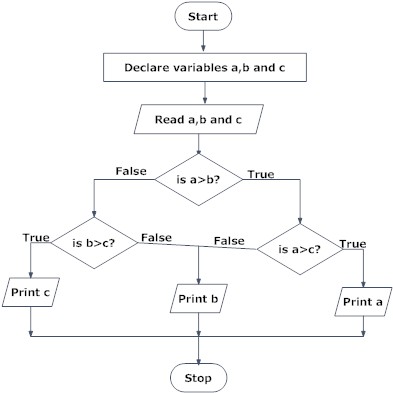 Start
Declare variables a,b and c
Read a,b and c
False
is a>b?
True
True
is b>c?
False
False
is a>c?
True
Print c
Print b
Print a
Stop